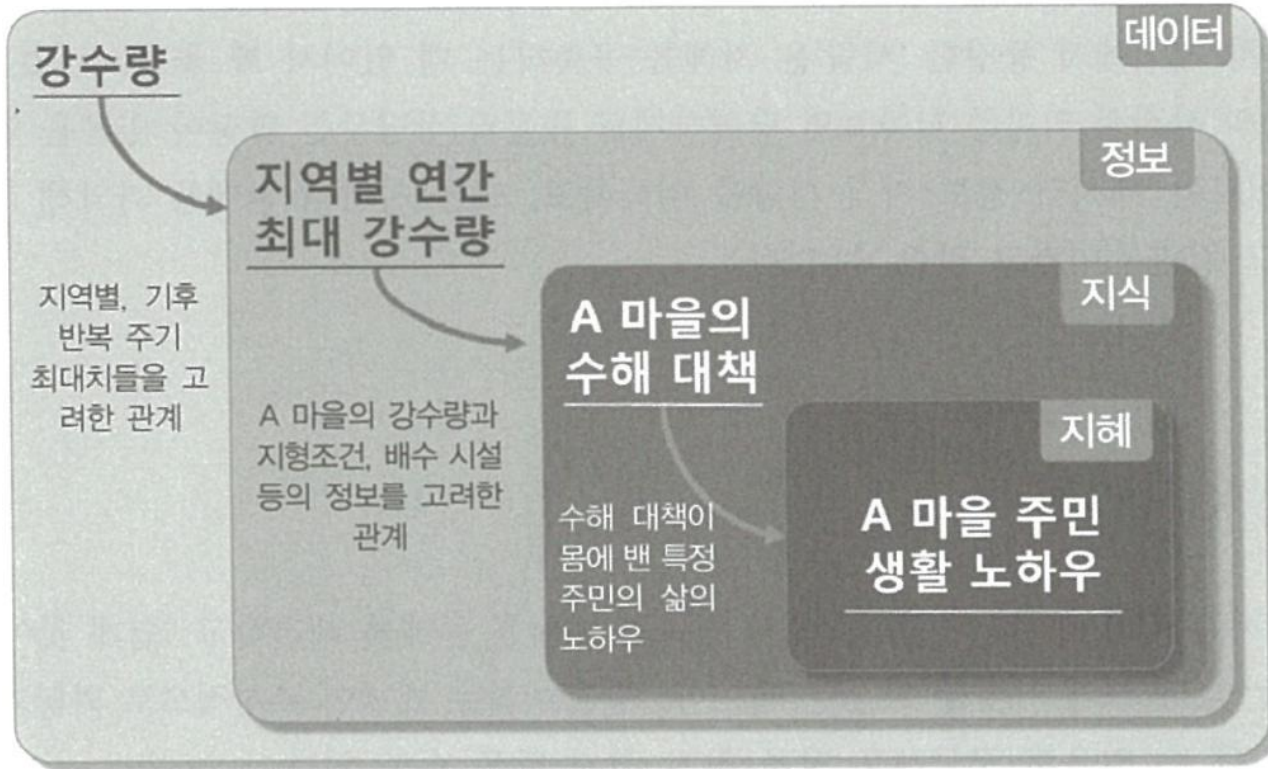 데이터
강수량
지역별, 기후
반복 주기
최대치들을 고
려한 관계
정보
지역별 연간
최대 강수량
A 마을의 강수량과
지형조건, 배수 시설
등의 정보를 고려한
관계
지식
A 마을의
수해 대책
수해 대책이
몸에 밴 특정
주민의 삶의
노하우
지혜
A 마을 주민
생활 노하우